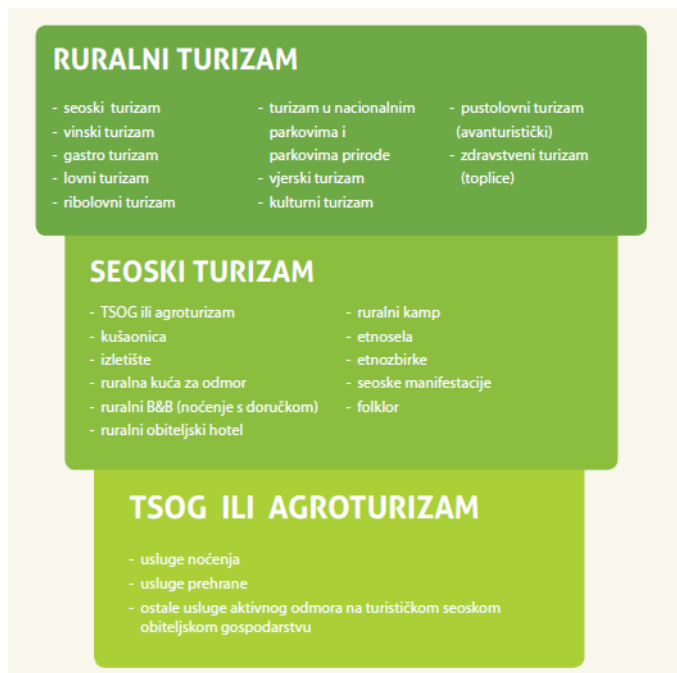 RURALNI TURIZAM
- seoski turizam
- vinski turizam
- gastro turizam
- lovni turizam
- ribolovni turizam
- turizam u nacionalnim
parkovima i
parkovima prirode
- vjerski turizam
- kulturni turizam
- pustolovni turizam
(avanturistički)
- zdravstveni turizam
(toplice)
SEOSKI TURIZAM
- TSOG ili agroturizam
- kušaonica
- izletište
- ruralna kuća za odmor
- ruralni B&B (noćenje s doručkom)
- ruralni obiteljski hotel
- ruralni kamp
- etnosela
- etnozbirke
- seoske manifestacije
- folklor
TSOG ILI AGROTURIZAM
- usluge noćenja
- usluge prehrane
- ostale usluge aktivnog odmora na turističkom seoskom
obiteljskom gospodarstvu